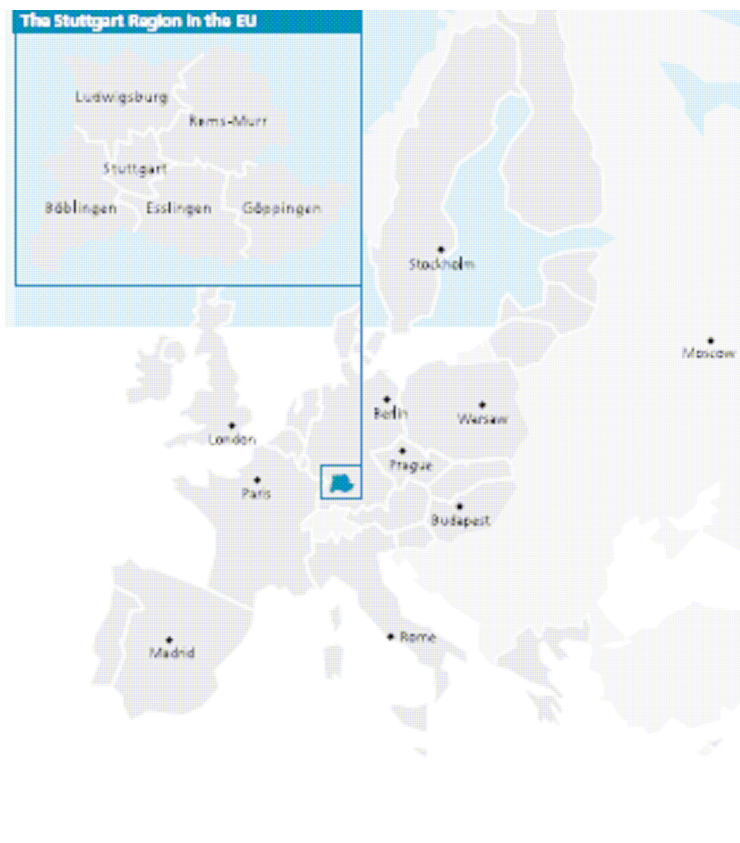 The Stuttgart Region in the EU
Ludwigsburg
Rems-Murr
Stuttgart
Böblingen
Esslingen
Göppingen
Stockholm
Moscow
Berlin
Warsaw
London
Prague
Paris
Budapest
Rome
Madrid